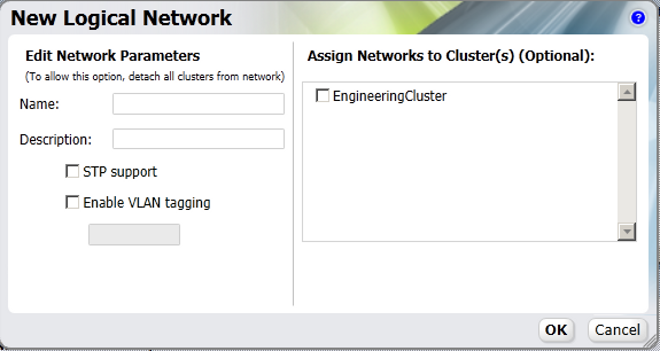 New Logical Network
?
Edit Network Parameters
(To allow this option, detach all clusters from network)
Name:
Description:
STP support
Enable VLAN tagging
Assign Networks to Cluster(s) (Optional):
EngineeringCluster
OK
Cancel